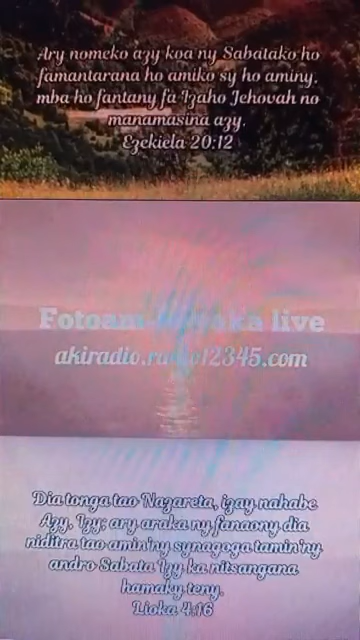 Ary nomeko azy koa ny Sabatako ho
famantarana ho amiko sy ho aminy.
mba ho fantany fa Izaho Jehovah no
manamasina azy.
Ezekiela 20:12
live
akiradio.radio12345.com
Dia tonga tao Nazareta, izay nahabe
Azy, Izy; ary araka ny fanaony dia
niditra tao amin'ny synagoga tamin'ny
andro Sabata Izy ka nitsangana
hamaky teny.
Lioka 4:16